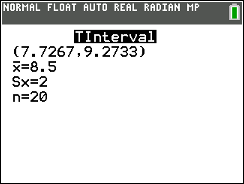 NORMAL FLOAT AUTO REAL RADIAN MP
TInterval
(7.7267,9.2733)
x̄=8.5
Sx=2
n=20